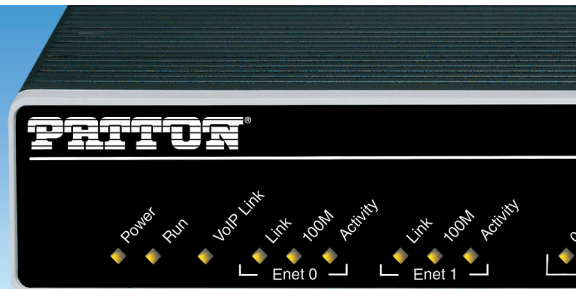 PATTON®
Power Run VoIP Link Link 100M Activity Link 100M Activity
Enet 0 Enet 1